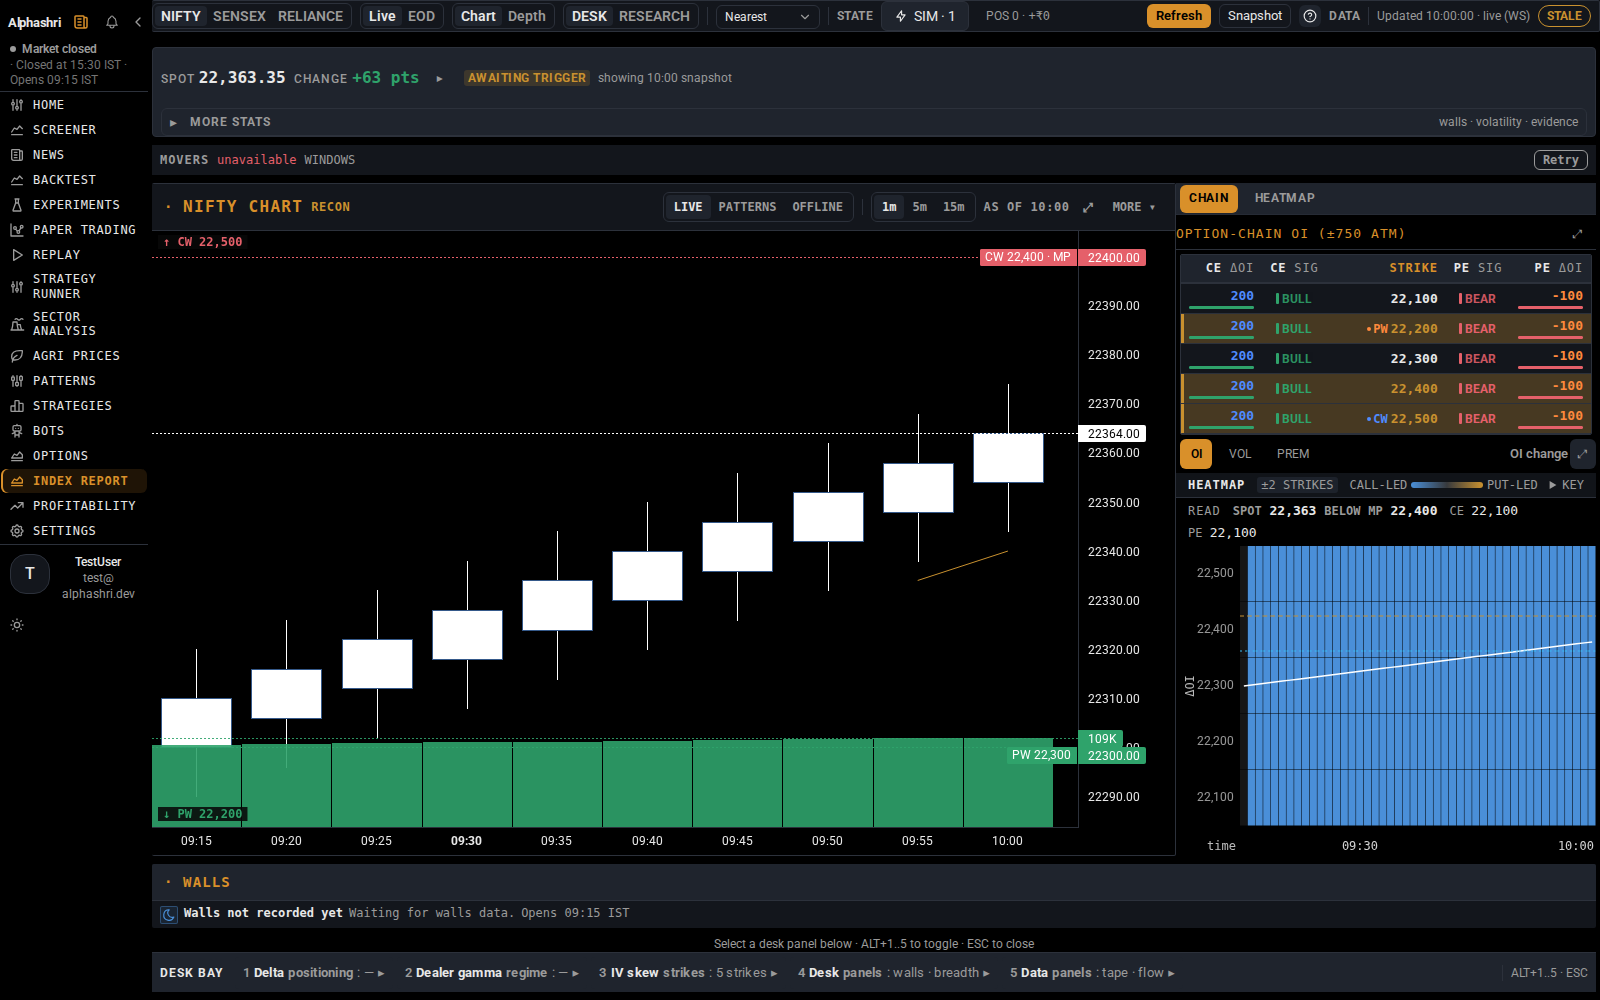 Alphashri
Market closed
· Closed at 15:30 IST ·
Opens 09:15 IST
HOME
SCREENER
NEWS
BACKTEST
EXPERIMENTS
PAPER TRADING
REPLAY
STRATEGY
RUNNER
SECTOR
ANALYSIS
AGRI PRICES
PATTERNS
STRATEGIES
BOTS
OPTIONS
INDEX REPORT
PROFITABILITY
SETTINGS
T
TestUser
test@
alphashri.dev
NIFTY SENSEX RELIANCE Live EOD Chart Depth DESK RESEARCH Nearest STATE SIM · 1 POS 0 · +₹0 Refresh Snapshot DATA Updated 10:00:00 · live (WS) STALE
SPOT 22,363.35 CHANGE +63 pts ▸ AWAITING TRIGGER showing 10:00 snapshot
▸ MORE STATS walls · volatility · evidence
MOVERS unavailable WINDOWS Retry
· NIFTY CHART RECON LIVE PATTERNS OFFLINE 1m 5m 15m AS OF 10:00 MORE ▾
↑ CW 22,500
CW 22,400 · MP 22400.00
22390.00
22380.00
22370.00
22364.00
22360.00
22350.00
22340.00
22330.00
22320.00
22310.00
109K
PW 22,300 22300.00
22290.00
↓ PW 22,200
09:15 09:20 09:25 09:30 09:35 09:40 09:45 09:50 09:55 10:00
CHAIN HEATMAP
OPTION-CHAIN OI (±750 ATM)
CE ΔOI CE SIG STRIKE PE SIG PE ΔOI
200 BULL 22,100 BEAR -100
200 BULL •PW 22,200 BEAR -100
200 BULL 22,300 BEAR -100
200 BULL 22,400 BEAR -100
200 BULL •CW 22,500 BEAR -100
OI VOL PREM OI change
HEATMAP ±2 STRIKES CALL-LED PUT-LED ▶ KEY
READ SPOT 22,363 BELOW MP 22,400 CE 22,100
PE 22,100
22,500
22,400
22,300
22,200
22,100
ΔOI
time 09:30 10:00
· WALLS
Walls not recorded yet Waiting for walls data. Opens 09:15 IST
Select a desk panel below · ALT+1..5 to toggle · ESC to close
DESK BAY 1 Delta positioning : — ▸ 2 Dealer gamma regime : — ▸ 3 IV skew strikes : 5 strikes ▸ 4 Desk panels : walls · breadth ▸ 5 Data panels : tape · flow ▸ ALT+1..5 · ESC